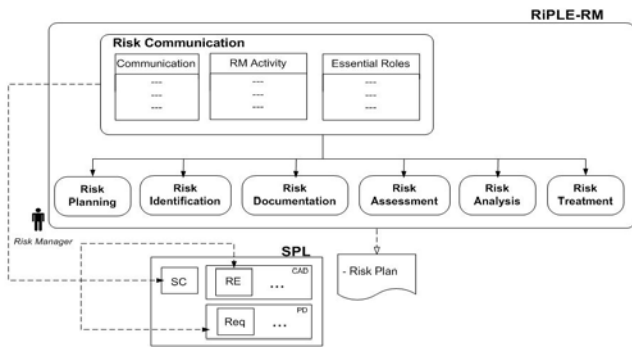 RiPLE-RM
Risk Communication
Communication RM Activity Essential Roles
--- --- ---
--- --- ---
--- --- ---
Risk Planning
Risk Identification
Risk Documentation
Risk Assessment
Risk Analysis
Risk Treatment
Risk Manager
SPL
- Risk Plan
SC
RE
...
CAD
Req
...
PD